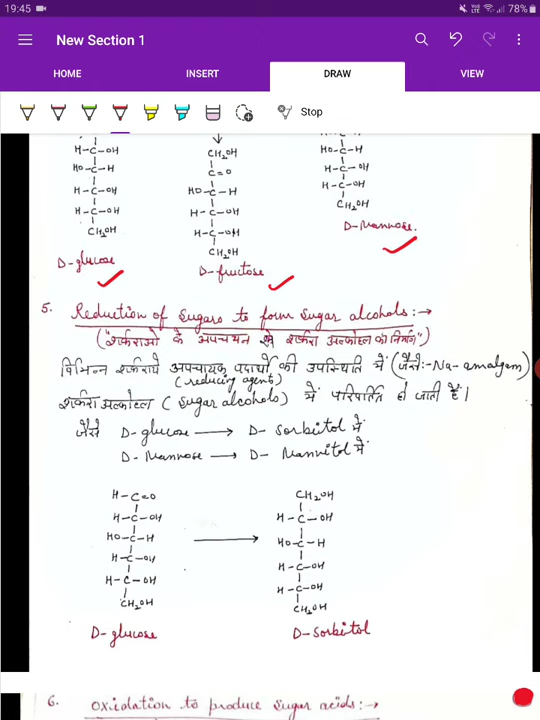 19:45 78%
New Section 1
HOME INSERT DRAW VIEW
Stop
H-C-OH
HO-C-H
H-C-OH
H-C-OH
CH₂OH
D-glucose
CH₂OH
C=O
HO-C-H
H-C-OH
H-C-OH
CH₂OH
D-fructose
HO-C-H
H-C-OH
H-C-OH
CH₂OH
D-Mannose.
5. Reduction of Sugars to form Sugar alcohols:→
("शर्कराओं के अपचयन से शर्करा अल्कोहल का निर्माण")
विभिन्न शर्करायें अपचायक पदार्थों की उपस्थिति में (जैसे:-Na-amalgam)
(reducing agent)
शर्करा अल्कोहल (Sugar alcohols) में परिवर्तित हो जाती हैं।
जैसे D-glucose → D-Sorbitol में
D-Mannose → D-Mannitol में
H-C=O
H-C-OH
HO-C-H
H-C-OH
H-C-OH
CH₂OH
D-glucose
→
CH₂OH
H-C-OH
HO-C-H
H-C-OH
H-C-OH
CH₂OH
D-Sorbitol
6. Oxidation to produce Sugar acids:→